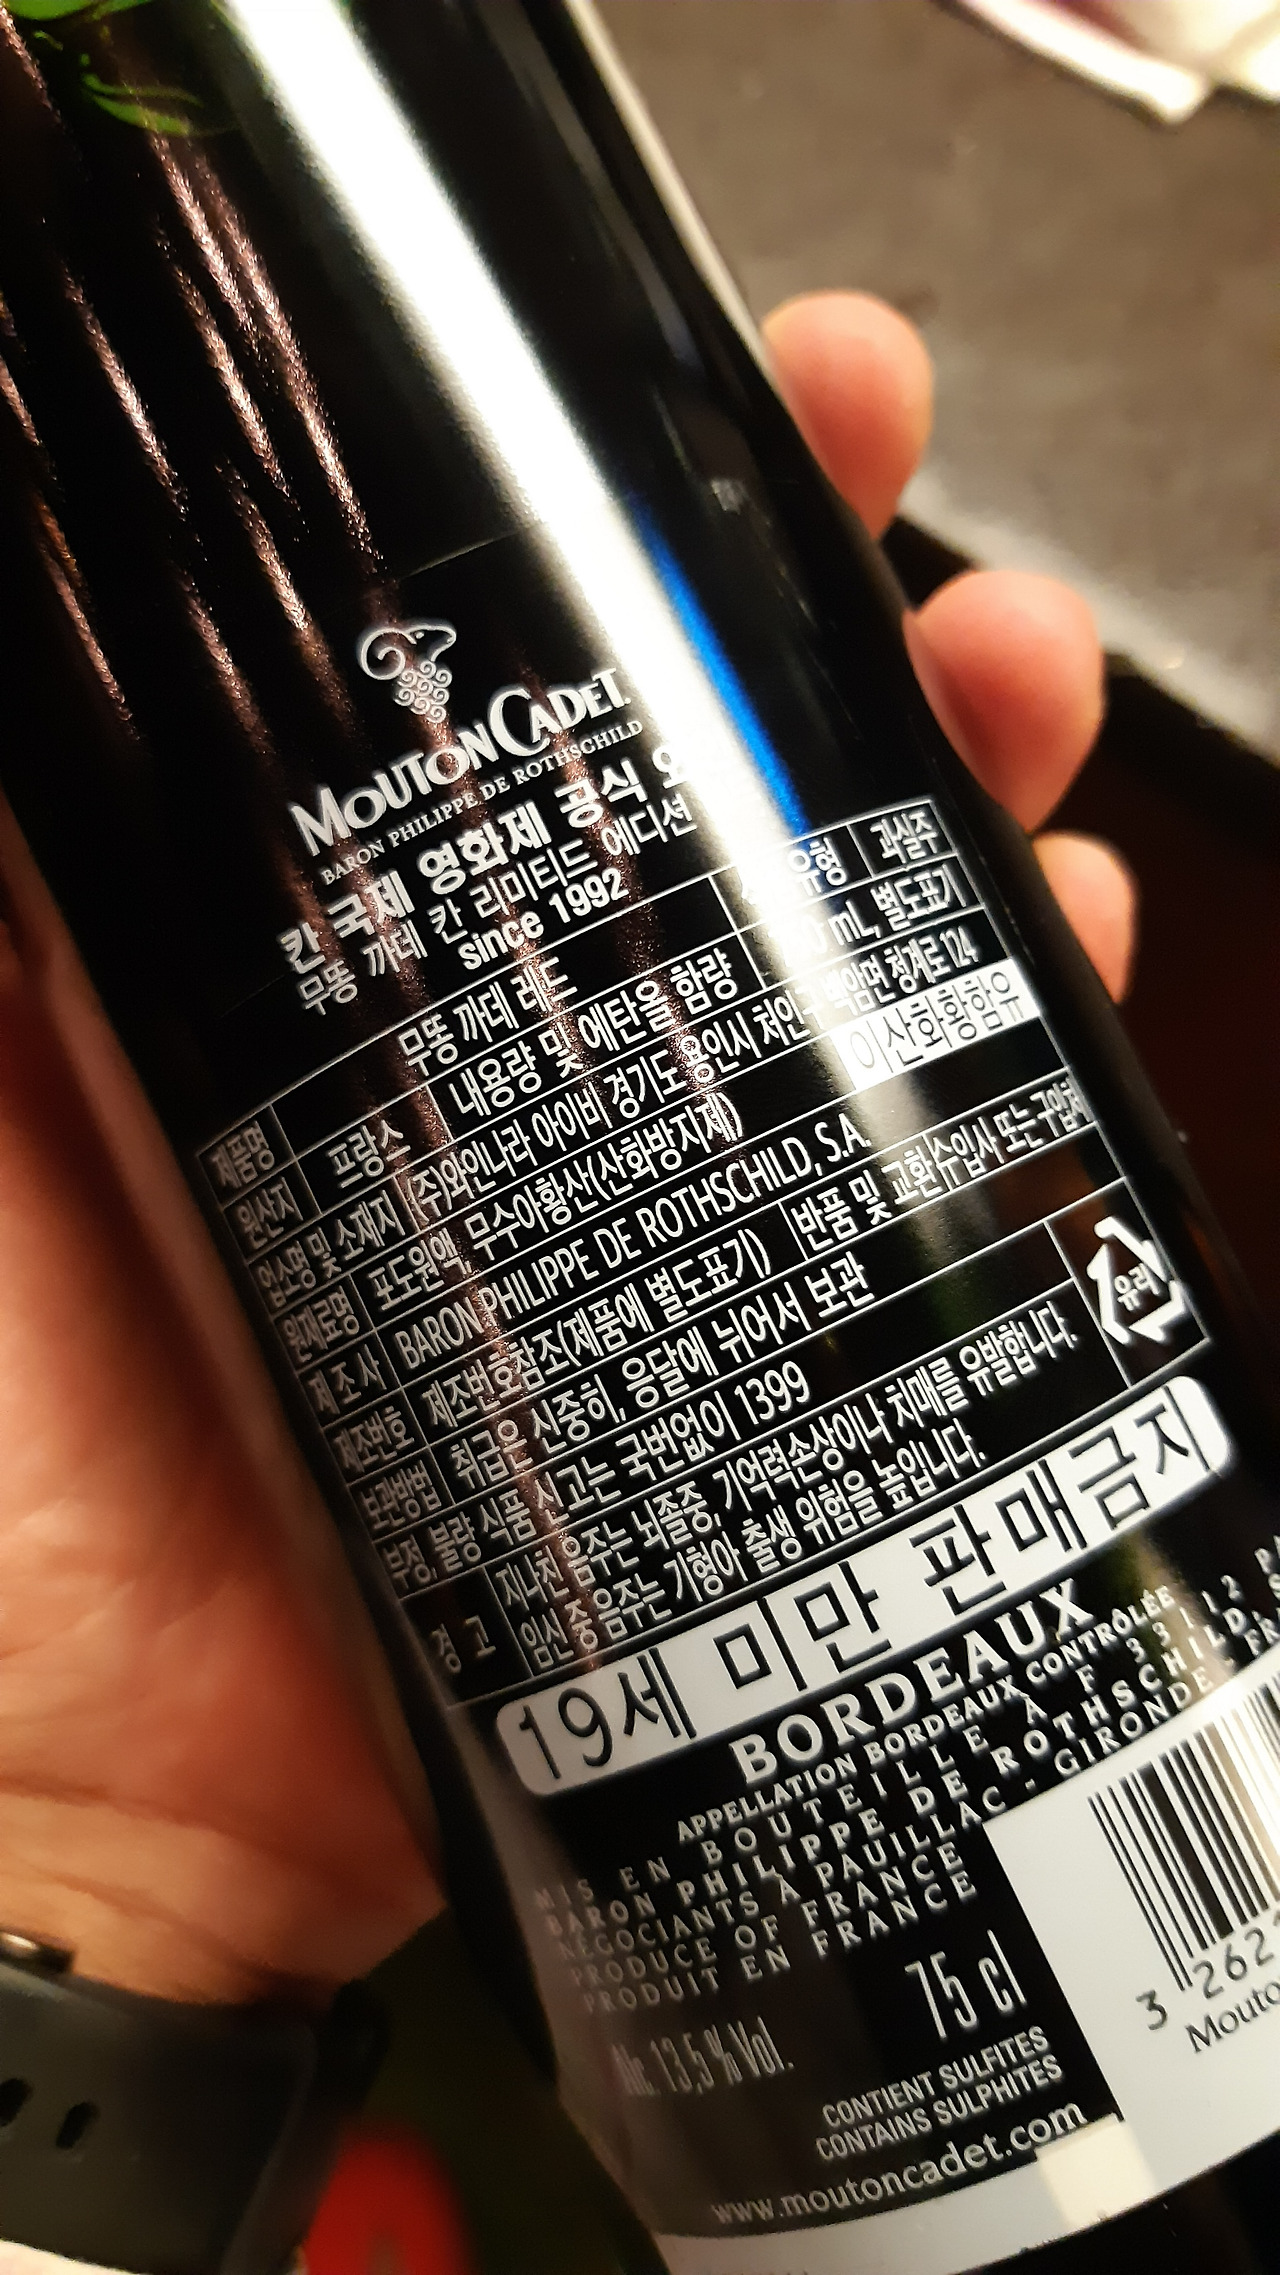 MOUTON CADET
BARON PHILIPPE DE ROTHSCHILD
칸 국제 영화제 공식
무똥 까데 칸 리미티드 에디션
since 1992
제품명 무똥 까데 레드 유형 과실주
원산지 프랑스 내용량 및 에탄올 함량 mL, 별도표기
업소명 및 소재지 (주)와인나라 아이비 경기도 용인시 처인구 백암면 청계로 124
원재료명 포도원액, 무수아황산(산화방지제) 이산화황함유
제조사 BARON PHILIPPE DE ROTHSCHILD, S.A.
제조번호 제조번호참조(제품에 별도표기) 반품 및 교환 수입사 또는 구입처
보관방법 취급은 신중히, 응달에 뉘어서 보관
부정, 불량 식품 신고는 국번없이 1399
유리
경 고 지나친 음주는 뇌졸중, 기억력손상이나 치매를 유발합니다.
임신 중 음주는 기형아 출생 위험을 높입니다.
19세 미만 판매금지
BORDEAUX
APPELLATION BORDEAUX CONTRÔLÉE
MIS EN BOUTEILLE À F 33112
BARON PHILIPPE DE ROTHSCHILD,
NÉGOCIANTS À PAUILLAC - GIRONDE
PRODUCE OF FRANCE
PRODUIT EN FRANCE
75 cl
Alc. 13,5 % Vol.
CONTIENT SULFITES
CONTAINS SULPHITES
www.moutoncadet.com
3 262